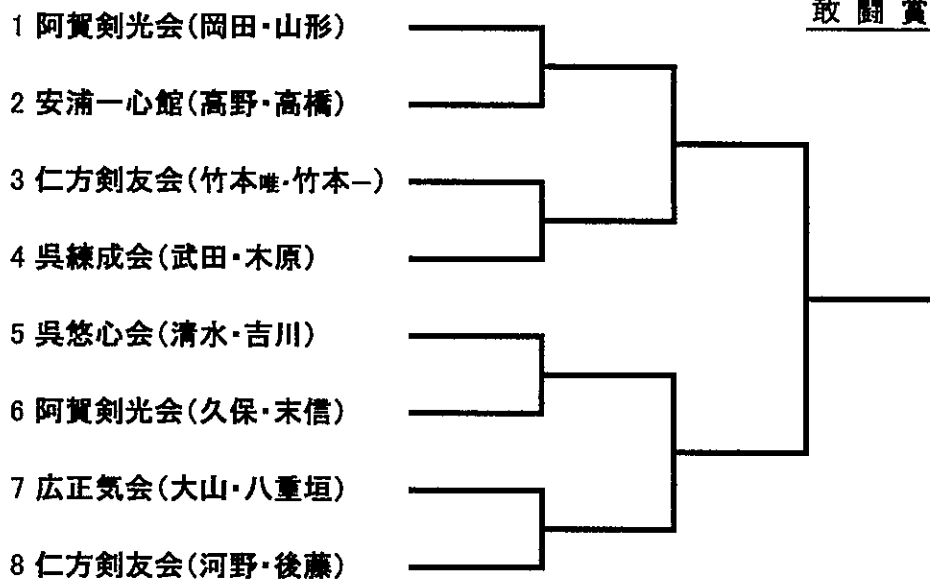 敢闘賞
1 阿賀剣光会(岡田・山形)
2 安浦一心館(高野・高橋)
3 仁方剣友会(竹本唯・竹本一)
4 呉練成会(武田・木原)
5 呉悠心会(清水・吉川)
6 阿賀剣光会(久保・末信)
7 広正気会(大山・八重垣)
8 仁方剣友会(河野・後藤)